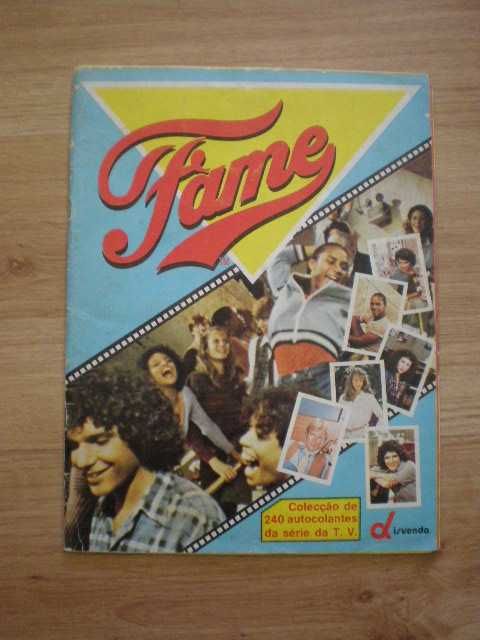 Fame
Colecção de
240 autocolantes
da série da T. V.
disvenda